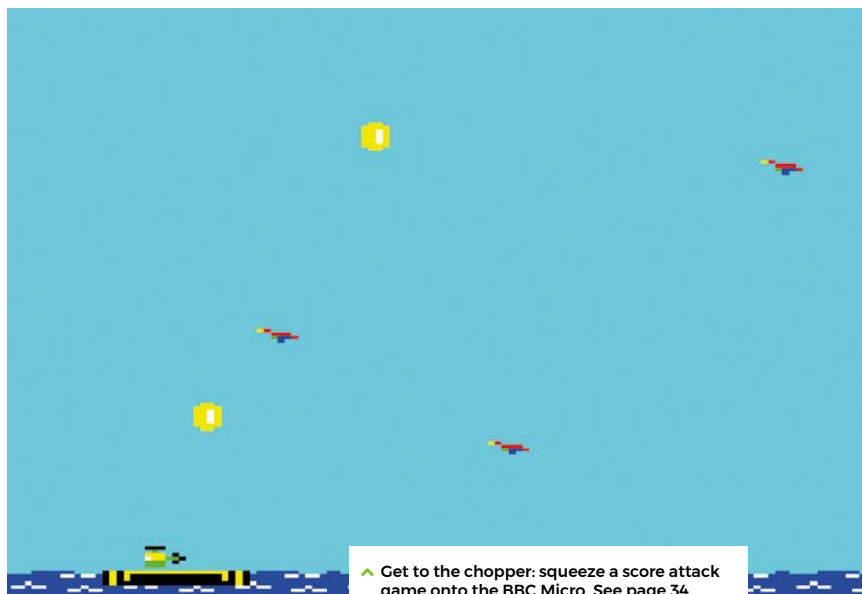 Get to the chopper: squeeze a score attack
game onto the BBC Micro. See page 34